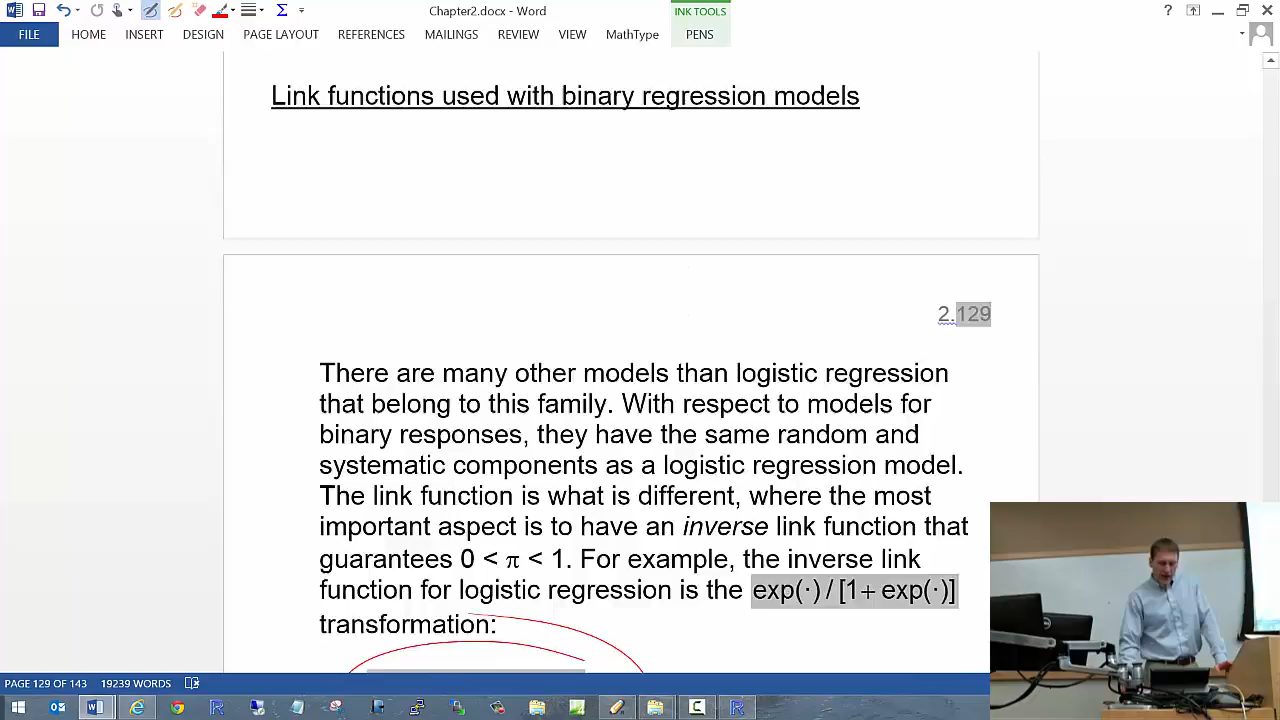 Chapter2.docx - Word
INK TOOLS
FILE HOME INSERT DESIGN PAGE LAYOUT REFERENCES MAILINGS REVIEW VIEW MathType PENS
Link functions used with binary regression models
2.129
There are many other models than logistic regression
that belong to this family. With respect to models for
binary responses, they have the same random and
systematic components as a logistic regression model.
The link function is what is different, where the most
important aspect is to have an inverse link function that
guarantees 0 < π < 1. For example, the inverse link
function for logistic regression is the exp(·) / [1+ exp(·)]
transformation:
PAGE 129 OF 143 19239 WORDS